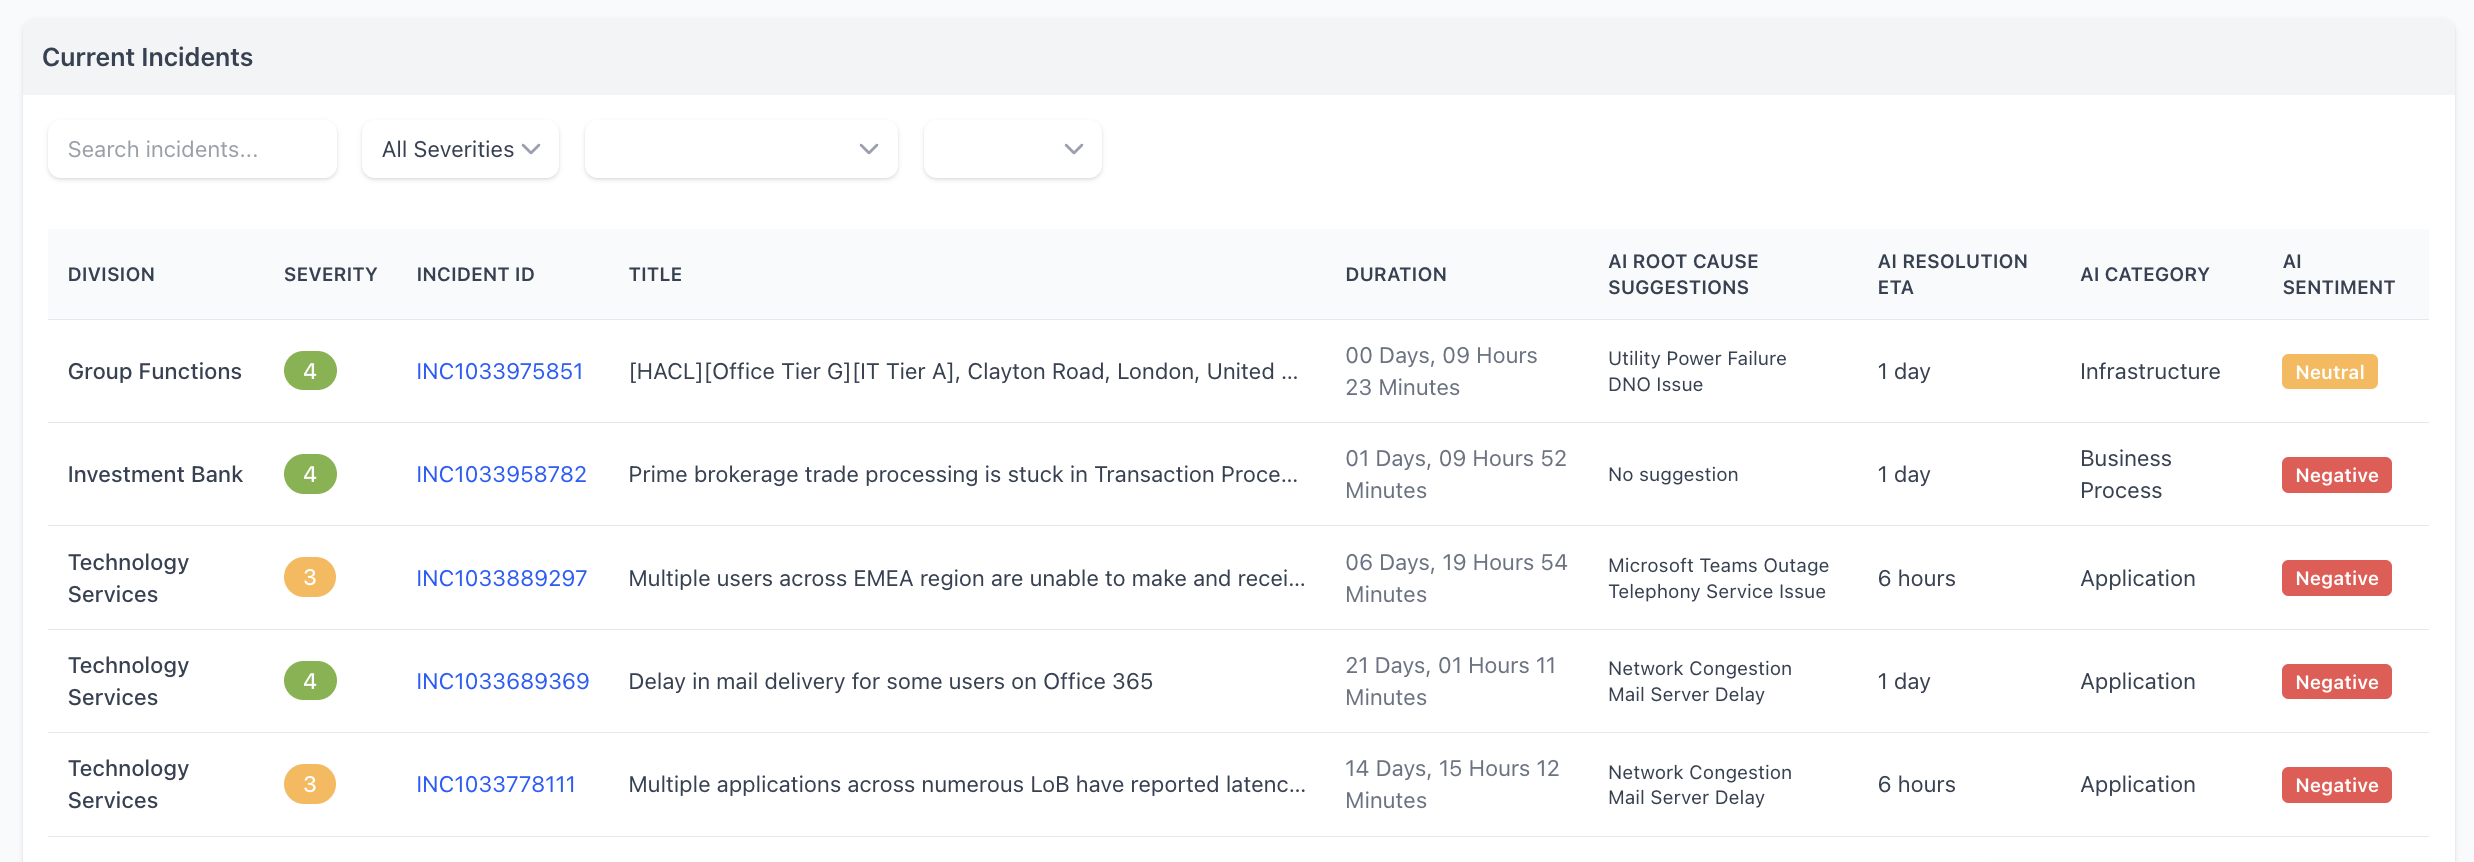 Current Incidents
Search incidents...
All Severities
DIVISION SEVERITY INCIDENT ID TITLE DURATION AI ROOT CAUSE SUGGESTIONS AI RESOLUTION ETA AI CATEGORY AI SENTIMENT
Group Functions 4 INC1033975851 [HACL][Office Tier G][IT Tier A], Clayton Road, London, United ... 00 Days, 09 Hours 23 Minutes Utility Power Failure DNO Issue 1 day Infrastructure Neutral
Investment Bank 4 INC1033958782 Prime brokerage trade processing is stuck in Transaction Proce... 01 Days, 09 Hours 52 Minutes No suggestion 1 day Business Process Negative
Technology Services 3 INC1033889297 Multiple users across EMEA region are unable to make and recei... 06 Days, 19 Hours 54 Minutes Microsoft Teams Outage Telephony Service Issue 6 hours Application Negative
Technology Services 4 INC1033689369 Delay in mail delivery for some users on Office 365 21 Days, 01 Hours 11 Minutes Network Congestion Mail Server Delay 1 day Application Negative
Technology Services 3 INC1033778111 Multiple applications across numerous LoB have reported latenc... 14 Days, 15 Hours 12 Minutes Network Congestion Mail Server Delay 6 hours Application Negative